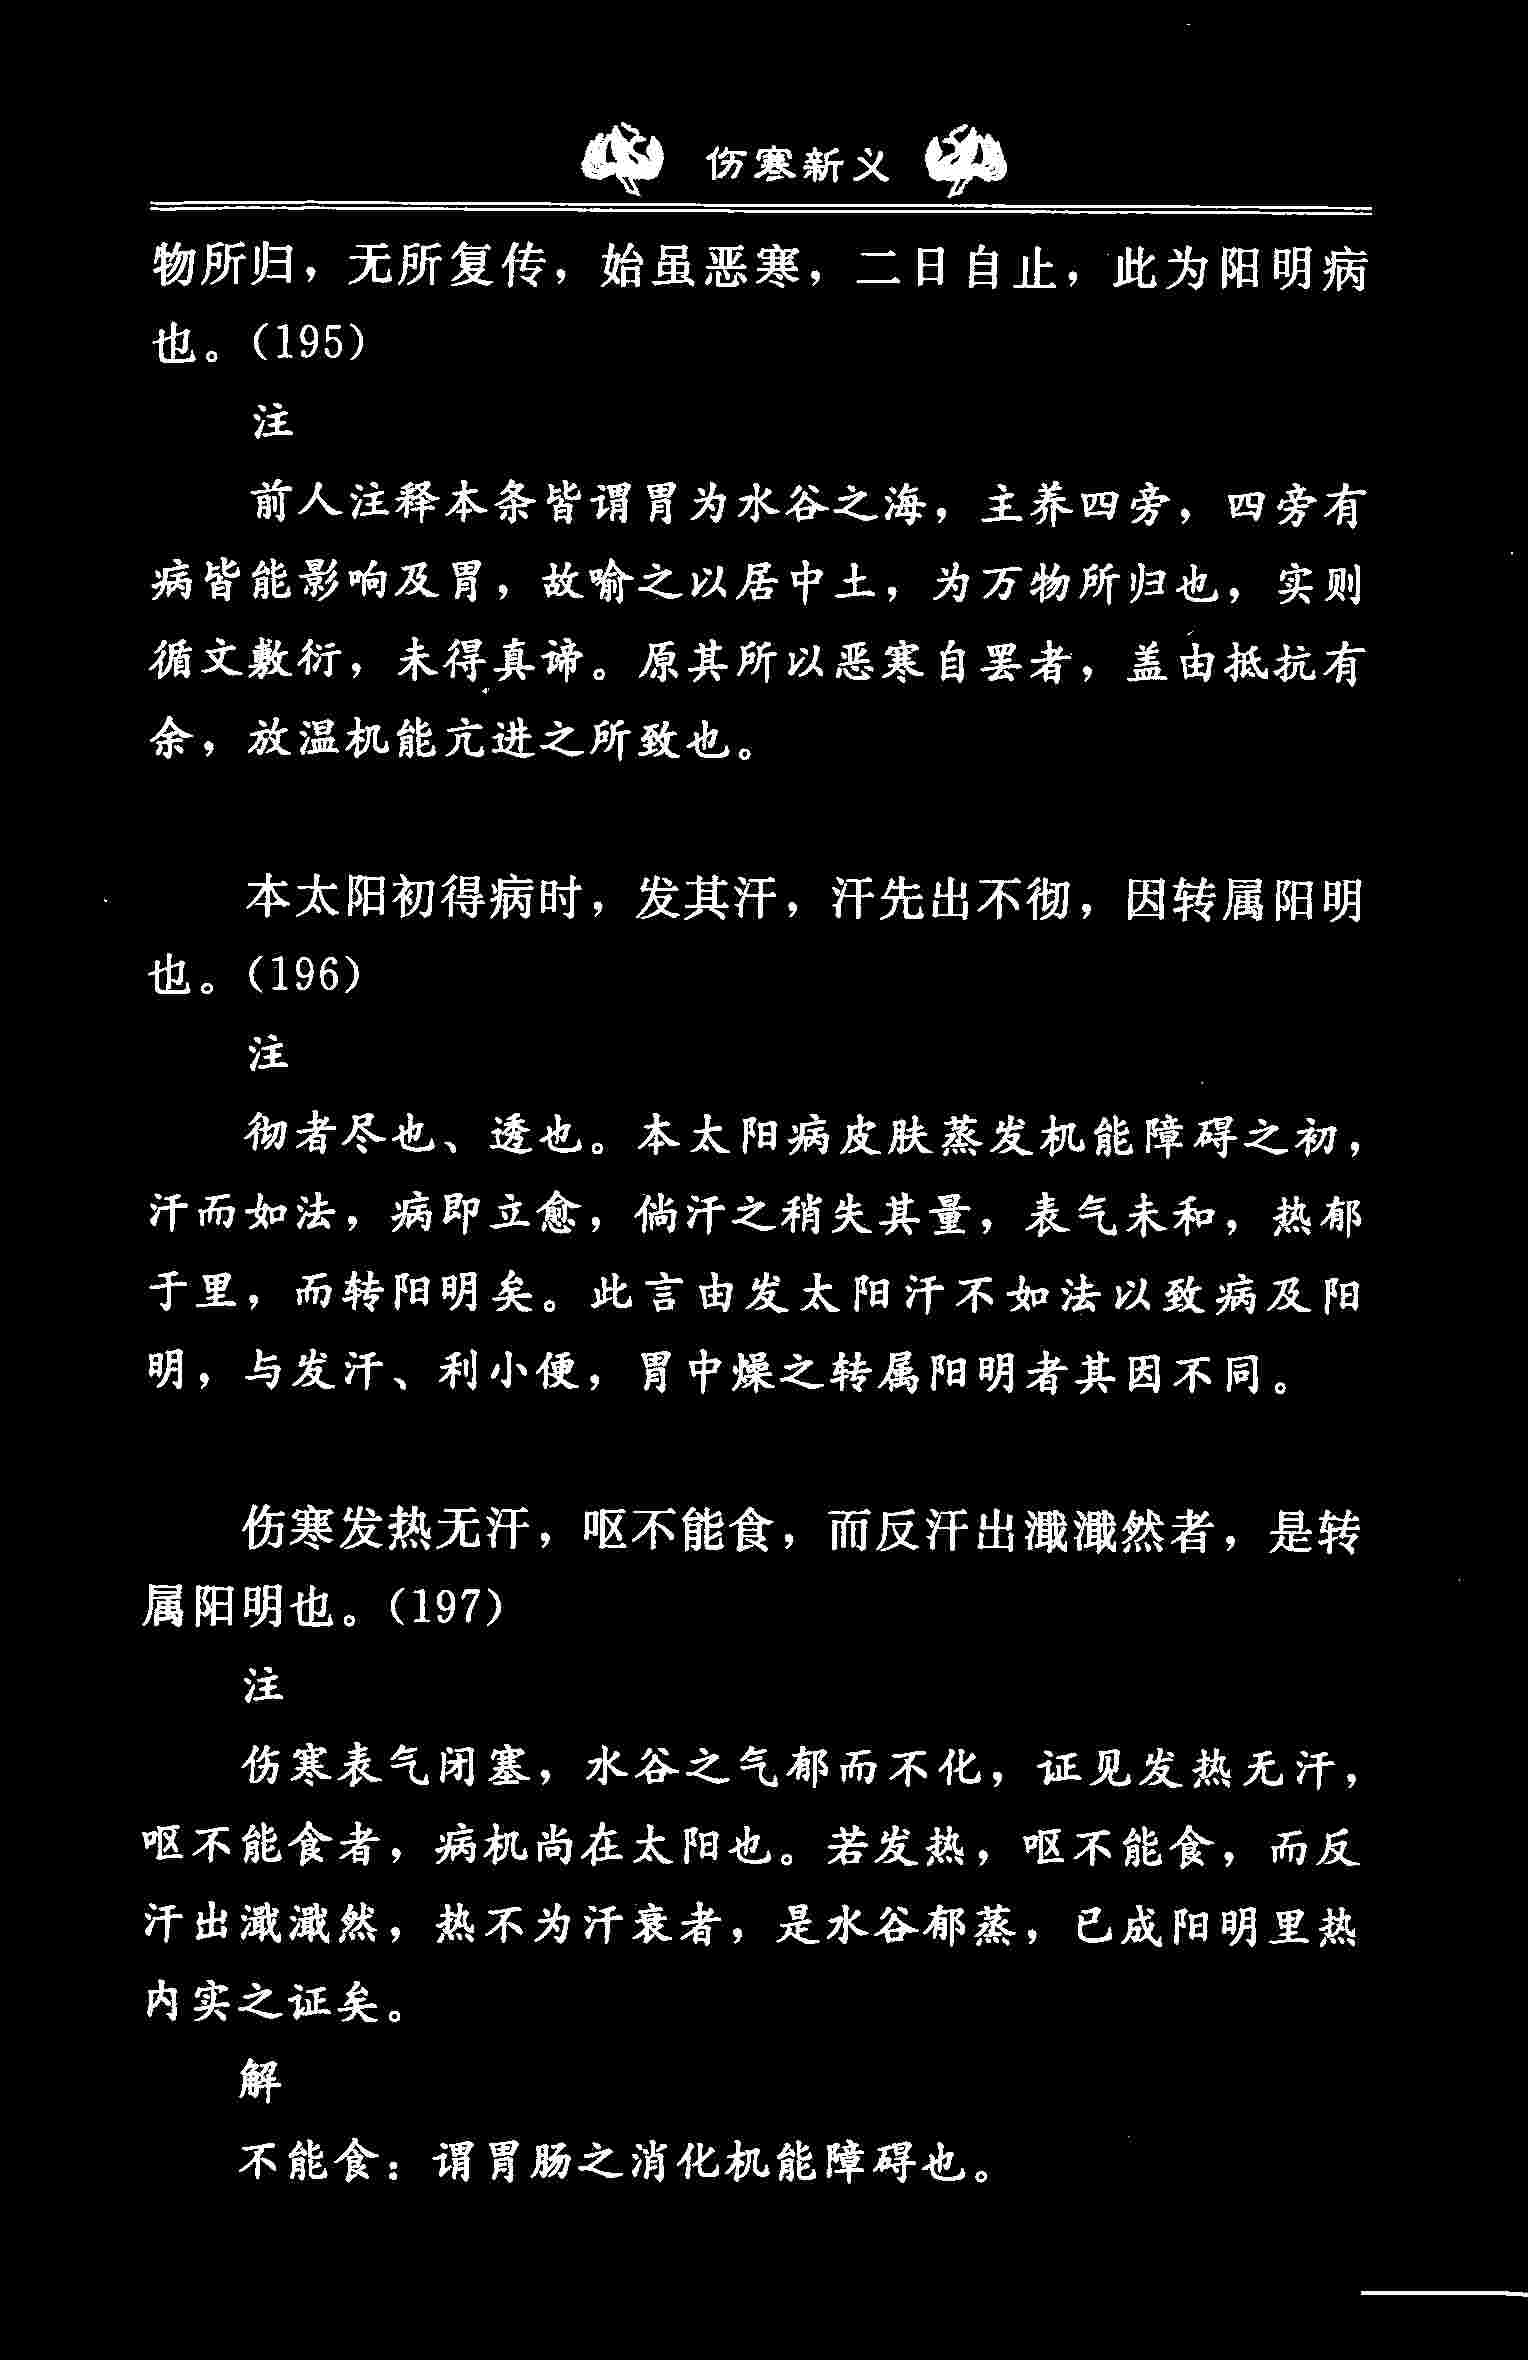 伤寒新义
物所归，无所复传，始虽恶寒，二日自止，此为阳明病
也。（195）
注
前人注释本条皆谓胃为水谷之海，主养四旁，四旁有
病皆能影响及胃，故喻之以居中土，为万物所归也，实则
循文敷衍，未得真谛。原其所以恶寒自罢者，盖由抵抗有
余，放温机能亢进之所致也。
本太阳初得病时，发其汗，汗先出不彻，因转属阳明
也。（196）
注
彻者尽也、透也。本太阳病皮肤蒸发机能障碍之初，
汗而如法，病即立愈，倘汗之稍失其量，表气未和，热郁
于里，而转阳明矣。此言由发太阳汗不如法以致病及阳
明，与发汗、利小便，胃中燥之转属阳明者其因不同。
伤寒发热无汗，呕不能食，而反汗出濈濈然者，是转
属阳明也。（197）
注
伤寒表气闭塞，水谷之气郁而不化，证见发热无汗，
呕不能食者，病机尚在太阳也。若发热，呕不能食，而反
汗出濈濈然，热不为汗衰者，是水谷郁蒸，已成阳明里热
内实之证矣。
解
不能食：谓胃肠之消化机能障碍也。